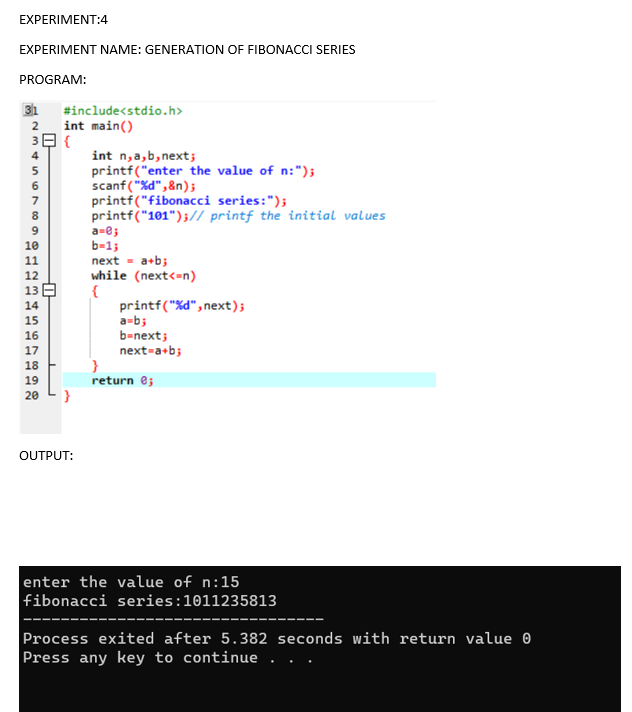 EXPERIMENT:4
EXPERIMENT NAME: GENERATION OF FIBONACCI SERIES
PROGRAM:
31 #include<stdio.h>
2 int main()
3 {
4 int n,a,b,next;
5 printf("enter the value of n:");
6 scanf("%d",&n);
7 printf("fibonacci series:");
8 printf("101");// printf the initial values
9 a=0;
10 b=1;
11 next = a+b;
12 while (next<=n)
13 {
14 printf("%d",next);
15 a=b;
16 b=next;
17 next=a+b;
18 }
19 return 0;
20 }
OUTPUT:
enter the value of n:15
fibonacci series:1011235813
--------------------------------
Process exited after 5.382 seconds with return value 0
Press any key to continue . . .